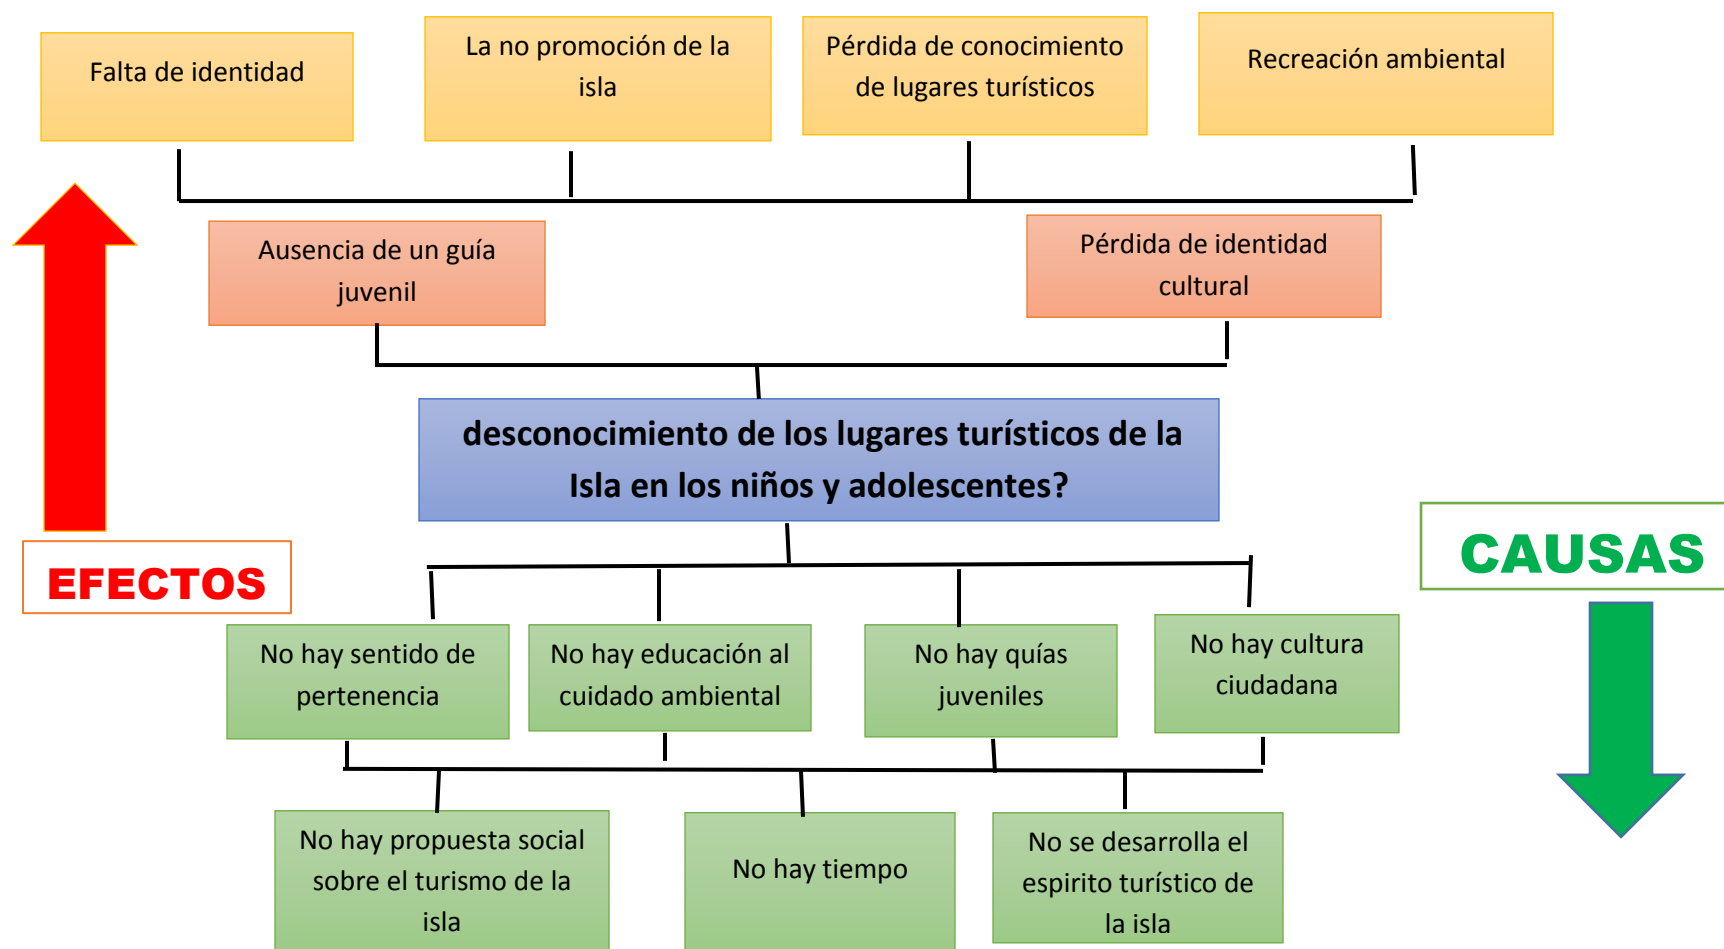 Falta de identidad
La no promoción de la
isla
Pérdida de conocimiento
de lugares turísticos
Recreación ambiental
Ausencia de un guía
juvenil
Pérdida de identidad
cultural
desconocimiento de los lugares turísticos de la
Isla en los niños y adolescentes?
EFECTOS
CAUSAS
No hay sentido de
pertenencia
No hay educación al
cuidado ambiental
No hay quías
juveniles
No hay cultura
ciudadana
No hay propuesta social
sobre el turismo de la
isla
No hay tiempo
No se desarrolla el
espirito turístico de
la isla